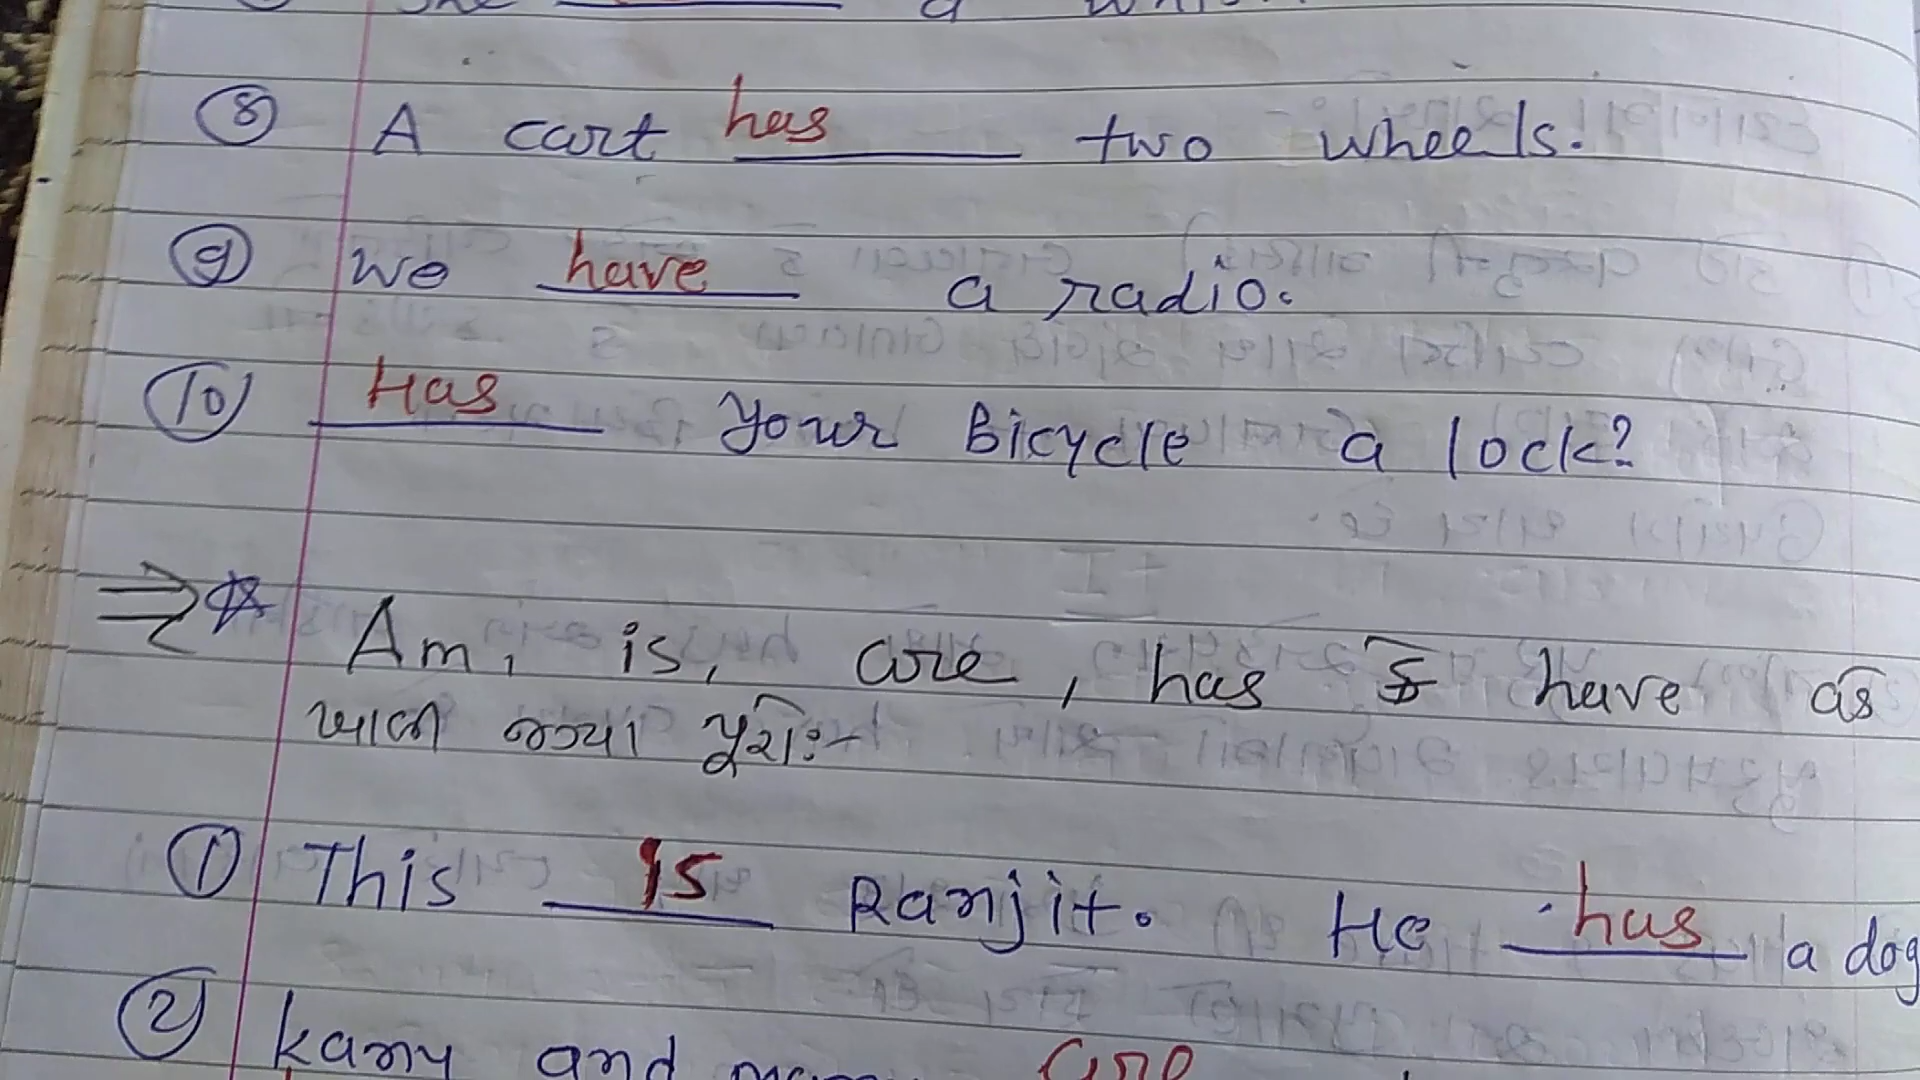 a
⑧ A cart has two wheels.
⑨ We have a radio.
⑩ Has Your Bicycle a lock?
⇒☆ Am, is, are, has કે have થી
ખાલી જગ્યા પુરો:-
① This is Ranjit. He has a dog
② kany and are